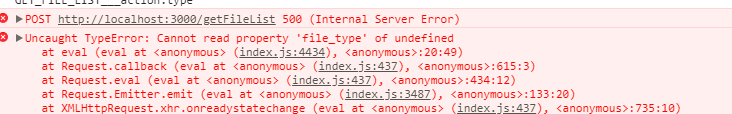 GET_FILE_LIST___action.type
POST http://localhost:3000/getFileList 500 (Internal Server Error)
Uncaught TypeError: Cannot read property 'file_type' of undefined
at eval (eval at <anonymous> (index.js:4434), <anonymous>:20:49)
at Request.callback (eval at <anonymous> (index.js:437), <anonymous>:615:3)
at Request.eval (eval at <anonymous> (index.js:437), <anonymous>:434:12)
at Request.Emitter.emit (eval at <anonymous> (index.js:3487), <anonymous>:133:20)
at XMLHttpRequest.xhr.onreadystatechange (eval at <anonymous> (index.js:437), <anonymous>:735:10)